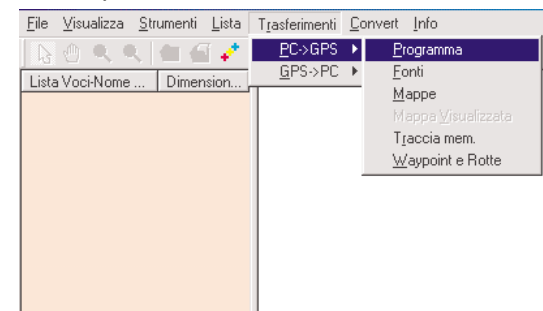 File Visualizza Strumenti Lista Trasferimenti Convert Info
PC->GPS Programma
GPS->PC Fonti
Lista Voci-Nome ... Dimension...
Mappe
Mappa Visualizzata
Traccia mem.
Waypoint e Rotte